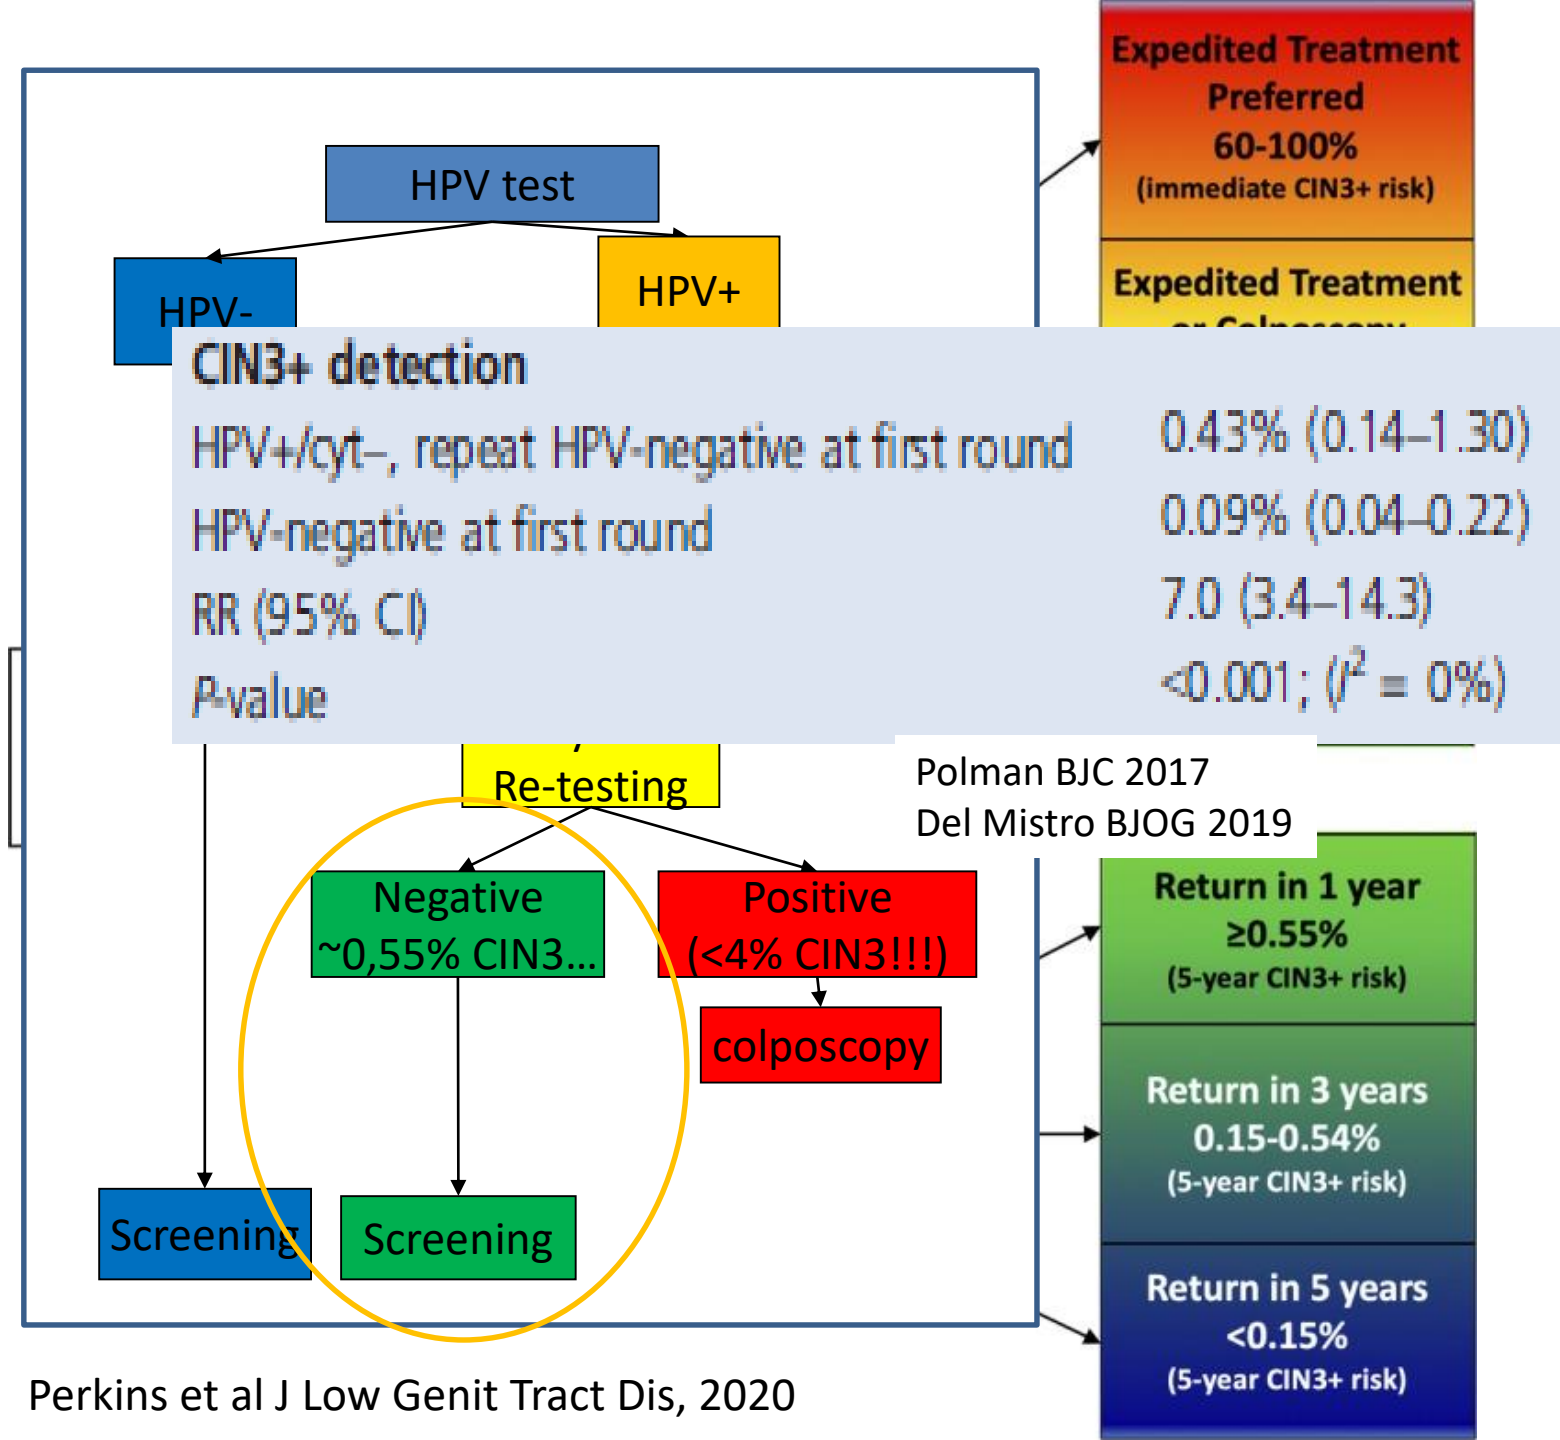 HPV test
HPV-
HPV+
CIN3+ detection
HPV+/cyt–, repeat HPV-negative at first round 0.43% (0.14–1.30)
HPV-negative at first round 0.09% (0.04–0.22)
RR (95% CI) 7.0 (3.4–14.3)
P-value <0.001; (I² = 0%)
Re-testing
Polman BJC 2017
Del Mistro BJOG 2019
Negative
~0,55% CIN3...
Positive
(<4% CIN3!!!)
colposcopy
Screening
Screening
Expedited Treatment
Preferred
60-100%
(immediate CIN3+ risk)
Expedited Treatment
or Colposcopy
Return in 1 year
≥0.55%
(5-year CIN3+ risk)
Return in 3 years
0.15-0.54%
(5-year CIN3+ risk)
Return in 5 years
<0.15%
(5-year CIN3+ risk)
Perkins et al J Low Genit Tract Dis, 2020